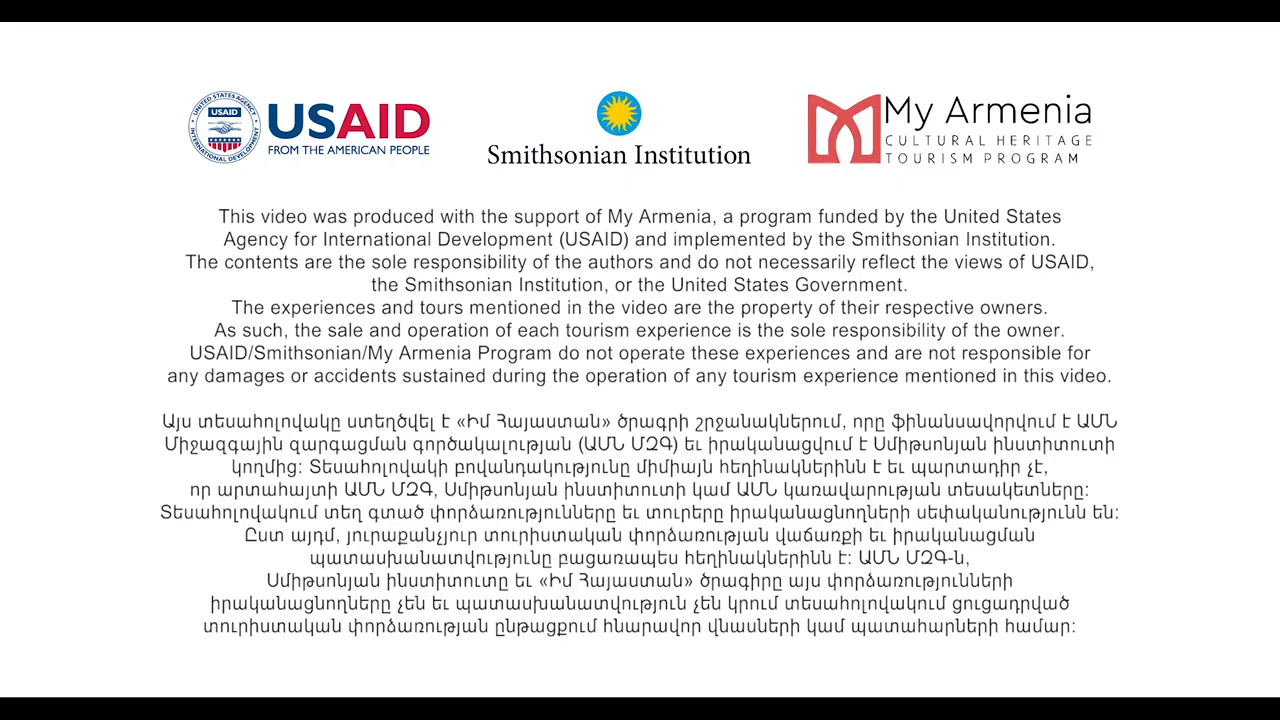 UNITED STATES AGENCY
USAID
INTERNATIONAL DEVELOPMENT
USAID
FROM THE AMERICAN PEOPLE
Smithsonian Institution
My Armenia
CULTURAL HERITAGE
TOURISM PROGRAM
This video was produced with the support of My Armenia, a program funded by the United States
Agency for International Development (USAID) and implemented by the Smithsonian Institution.
The contents are the sole responsibility of the authors and do not necessarily reflect the views of USAID,
the Smithsonian Institution, or the United States Government.
The experiences and tours mentioned in the video are the property of their respective owners.
As such, the sale and operation of each tourism experience is the sole responsibility of the owner.
USAID/Smithsonian/My Armenia Program do not operate these experiences and are not responsible for
any damages or accidents sustained during the operation of any tourism experience mentioned in this video.
Այս տեսահոլովակը ստեղծվել է «Իմ Հայաստան» ծրագրի շրջանակներում, որը ֆինանսավորվում է ԱՄՆ
Միջազգային զարգացման գործակալության (ԱՄՆ ՄԶԳ) եւ իրականացվում է Սմիթսոնյան ինստիտուտի
կողմից: Տեսահոլովակի բովանդակությունը միմիայն հեղինակներինն է եւ պարտադիր չէ,
որ արտահայտի ԱՄՆ ՄԶԳ, Սմիթսոնյան ինստիտուտի կամ ԱՄՆ կառավարության տեսակետները:
Տեսահոլովակում տեղ գտած փորձառությունները եւ տուրերը իրականացնողների սեփականությունն են:
Ըստ այդմ, յուրաքանչյուր տուրիստական փորձառության վաճառքի եւ իրականացման
պատասխանատվությունը բացառապես հեղինակներինն է: ԱՄՆ ՄԶԳ-ն,
Սմիթսոնյան ինստիտուտը եւ «Իմ Հայաստան» ծրագիրը այս փորձառությունների
իրականացնողները չեն եւ պատասխանատվություն չեն կրում տեսահոլովակում ցուցադրված
տուրիստական փորձառության ընթացքում հնարավոր վնասների կամ պատահարների համար: